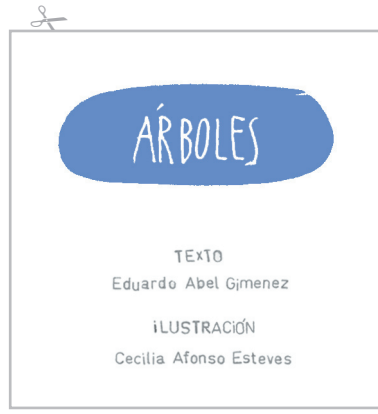 ÁRBOLES
TEXTO
Eduardo Abel Gimenez
iLUSTRACiÓN
Cecilia Afonso Esteves